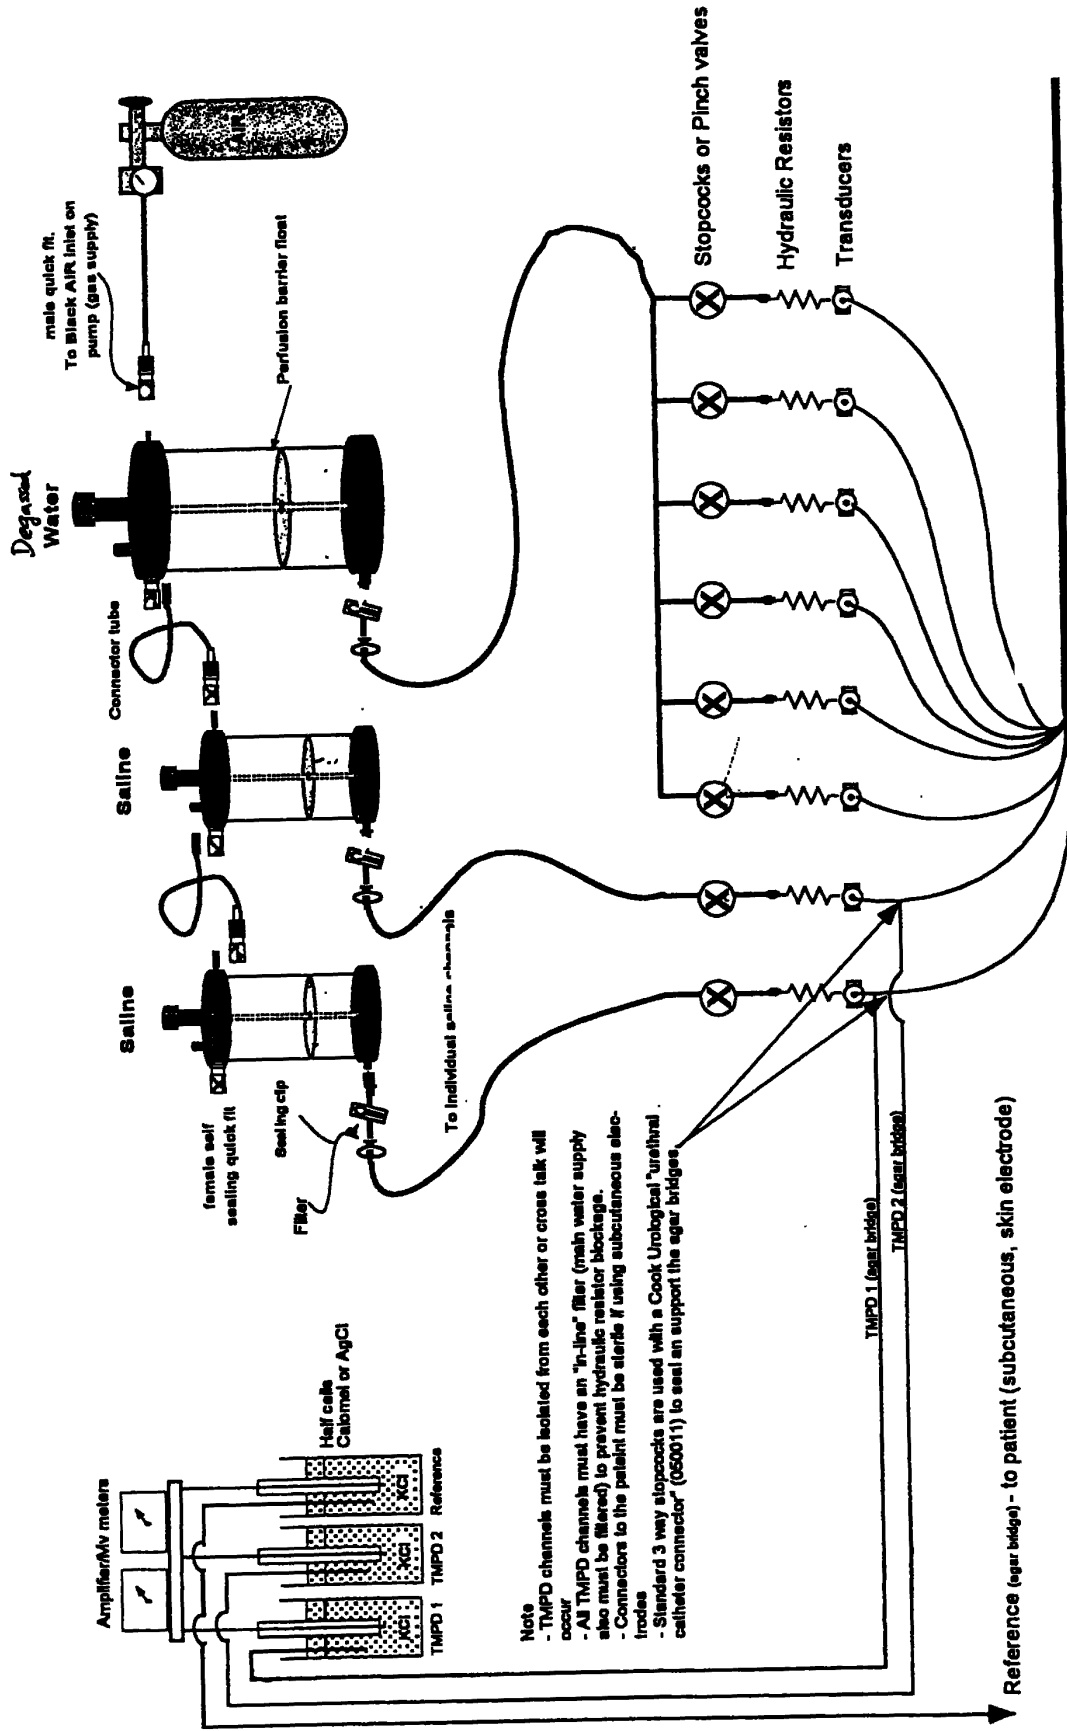 Amplifier/Mv meters
Half cells
Calomel or AgCl
KCl
KCl
KCl
TMPD 1
TMPD 2
Reference
Saline
Saline
Connector tube
Degassed
Water
male quick fit.
To Black AIR inlet on
pump (gas supply)
AIR
Perfusion barrier float
female self
sealing quick fit
Sealing clip
Filter
To individual saline channels
Note
- TMPD channels must be isolated from each other or cross talk will
occur
- All TMPD channels must have an "in-line" filter (main water supply
also must be filtered) to prevent hydraulic resistor blockage.
- Connectors to the pateint must be sterile if using subcutaneous elec-
trodes
- Standard 3 way stopcocks are used with a Cook Urological "urethral
catheter connector" (050011) to seal an support the agar bridges.
Stopcocks or Pinch valves
Hydraulic Resistors
Transducers
TMPD 1 (agar bridge)
TMPD 2 (agar bridge)
Reference (agar bridge) - to patient (subcutaneous, skin electrode)